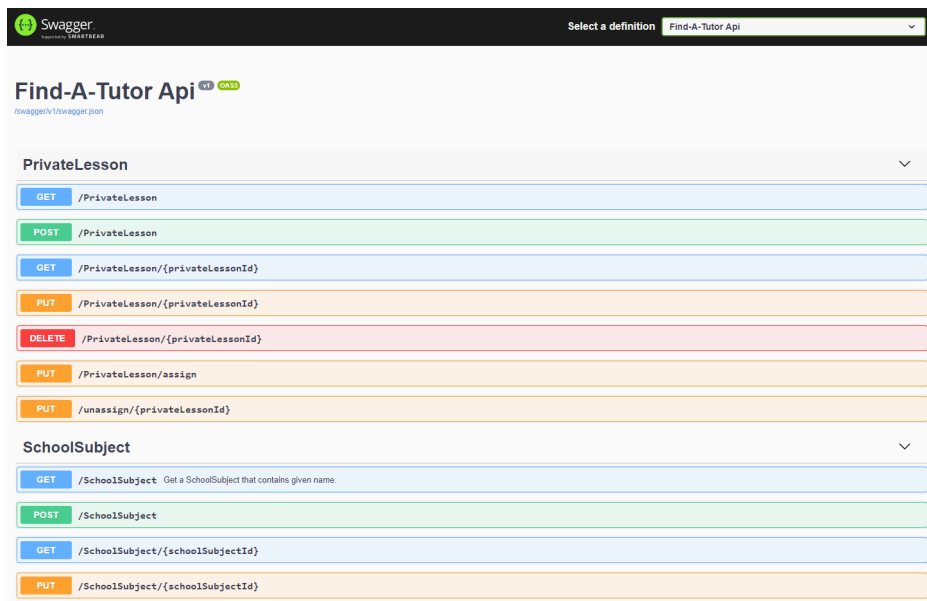 Swagger.
Supported by SMARTBEAR
Select a definition
Find-A-Tutor Api
Find-A-Tutor Api v1 OAS3
/swagger/v1/swagger.json
PrivateLesson
GET /PrivateLesson
POST /PrivateLesson
GET /PrivateLesson/{privateLessonId}
PUT /PrivateLesson/{privateLessonId}
DELETE /PrivateLesson/{privateLessonId}
PUT /PrivateLesson/assign
PUT /unassign/{privateLessonId}
SchoolSubject
GET /SchoolSubject Get a SchoolSubject that contains given name.
POST /SchoolSubject
GET /SchoolSubject/{schoolSubjectId}
PUT /SchoolSubject/{schoolSubjectId}